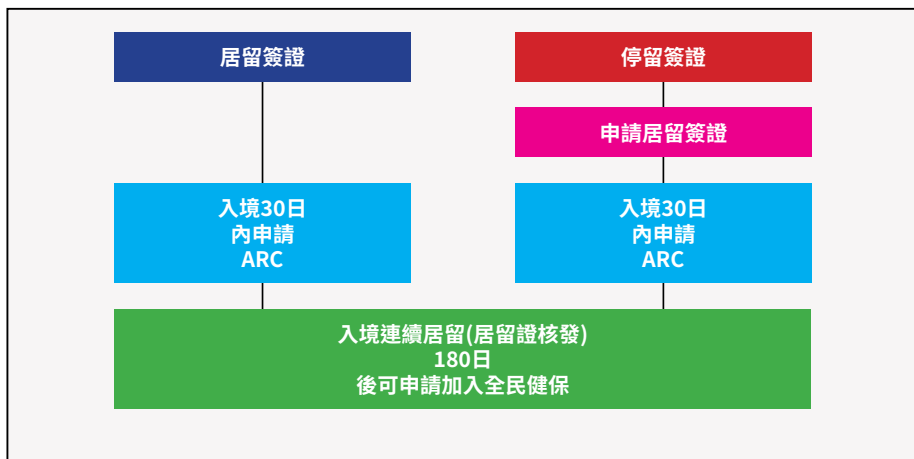 居留簽證
停留簽證
申請居留簽證
入境30日
內申請
ARC
入境30日
內申請
ARC
入境連續居留(居留證核發)
180日
後可申請加入全民健保